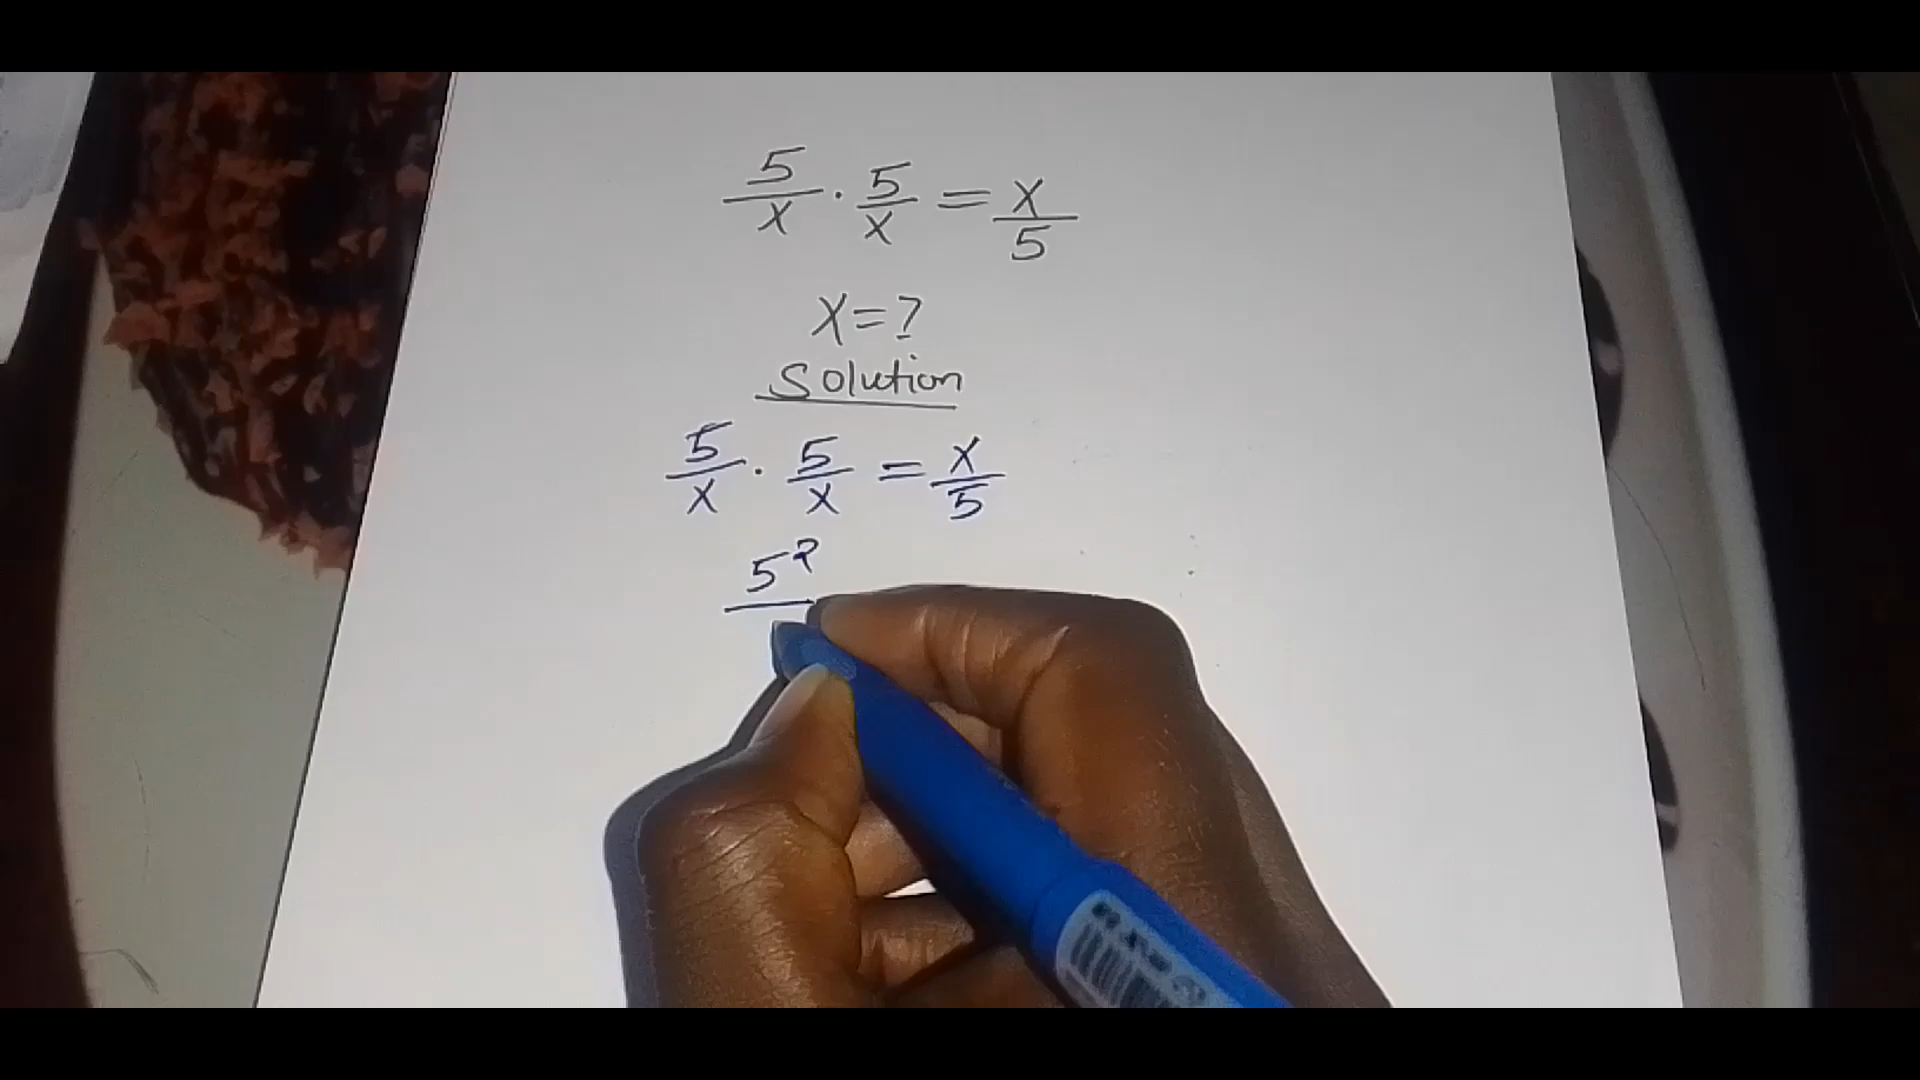 5/x · 5/x = x/5
x = ?
Solution
5/x · 5/x = x/5
5²